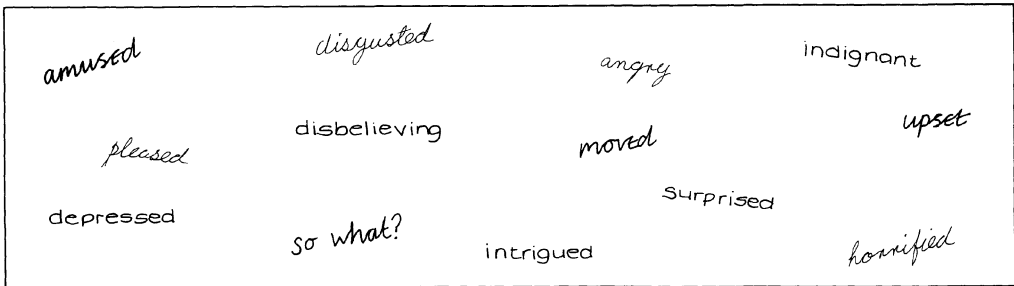 amused
disgusted
angry
indignant
pleased
disbelieving
moved
upset
depressed
so what?
intrigued
surprised
horrified